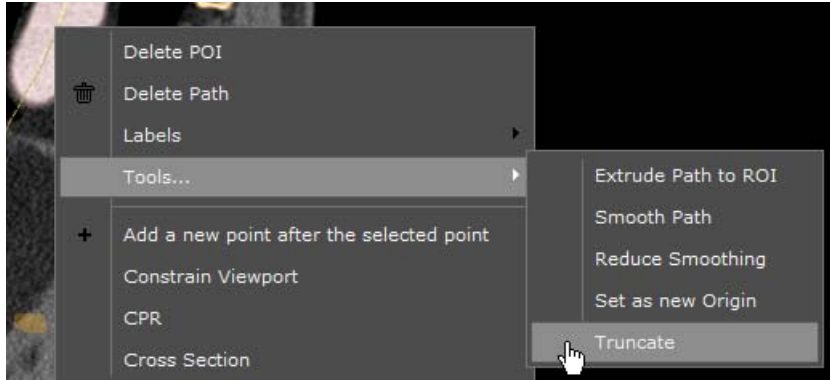 Delete POI
Delete Path
Labels
Tools...
Add a new point after the selected point
Constrain Viewport
CPR
Cross Section
Extrude Path to ROI
Smooth Path
Reduce Smoothing
Set as new Origin
Truncate